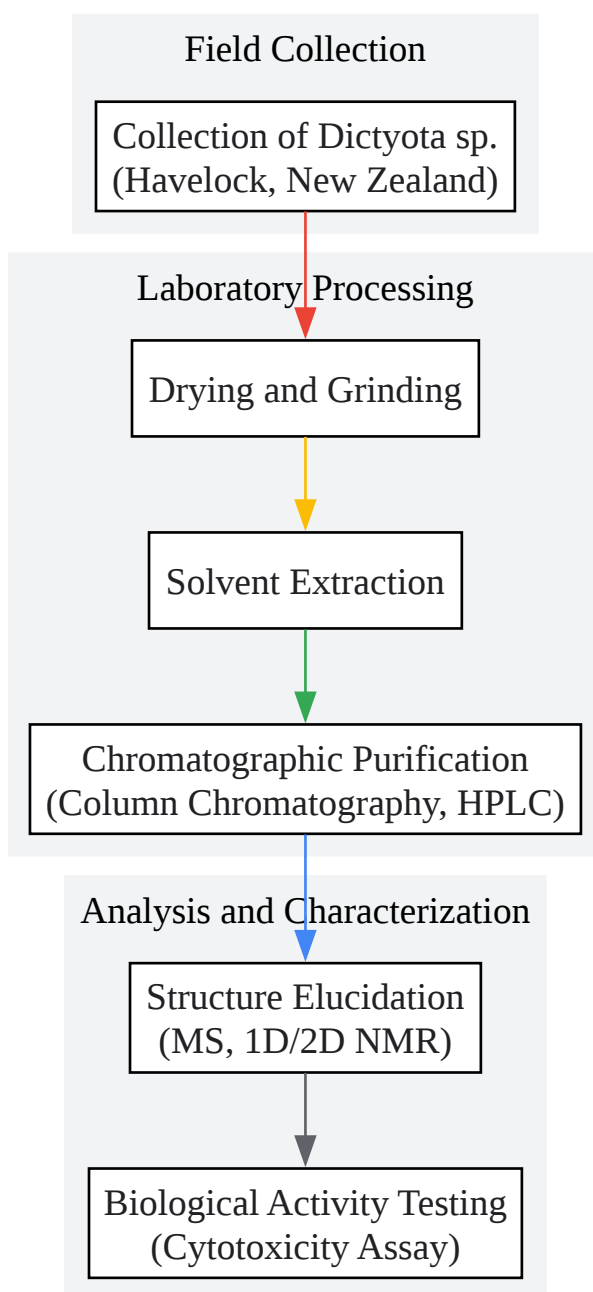 Field Collection
Collection of Dictyota sp.
(Havelock, New Zealand)
Laboratory Processing
Drying and Grinding
Solvent Extraction
Chromatographic Purification
(Column Chromatography, HPLC)
Analysis and Characterization
Structure Elucidation
(MS, 1D/2D NMR)
Biological Activity Testing
(Cytotoxicity Assay)